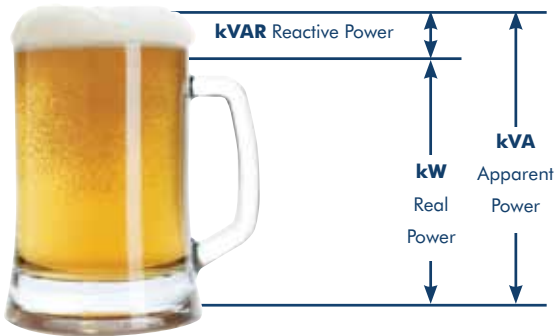 kVAR Reactive Power
kW
Real
Power
kVA
Apparent
Power